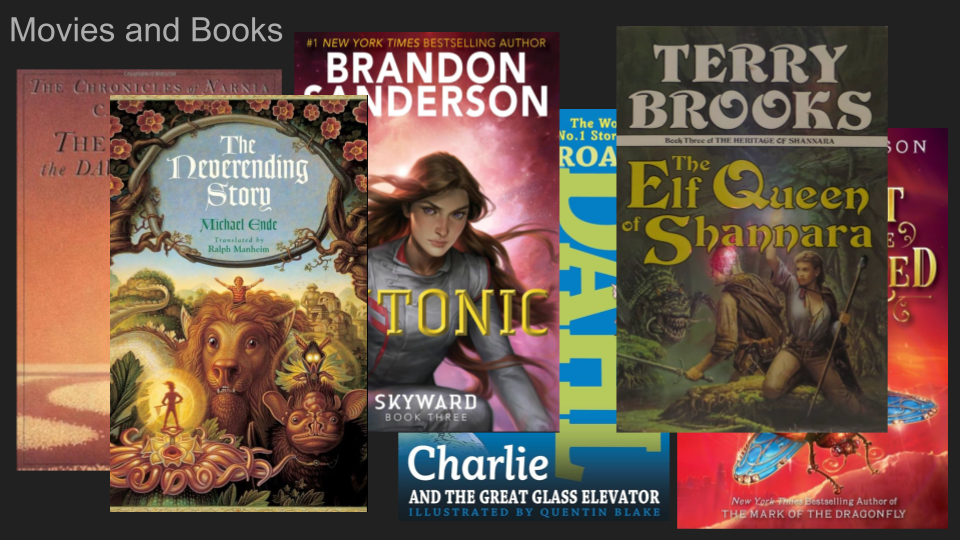 Movies and Books
THE CHRONICLES of NARNIA
C
THE
the DA
The
Neverending
Story
Michael Ende
Translated by
Ralph Manheim
#1 NEW YORK TIMES BESTSELLING AUTHOR
BRANDON
SANDERSON
TONIC
SKYWARD
BOOK THREE
The Wo
No.1 Stor
ROA
DAHL
Charlie
AND THE GREAT GLASS ELEVATOR
ILLUSTRATED BY QUENTIN BLAKE
TERRY
BROOKS
Book Three of THE HERITAGE OF SHANNARA
The
Elf Queen
of Shannara
SON
T
ED
New York Times Bestselling Author of
THE MARK OF THE DRAGONFLY